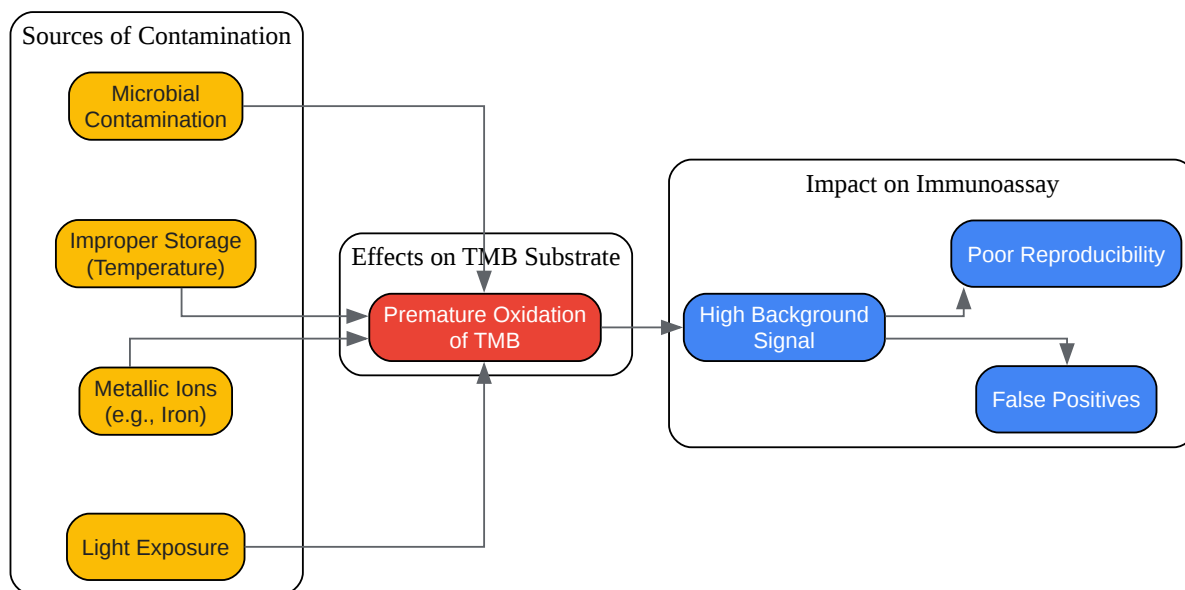 Sources of Contamination
Microbial
Contamination
Improper Storage
(Temperature)
Metallic Ions
(e.g., Iron)
Light Exposure
Effects on TMB Substrate
Premature Oxidation
of TMB
Impact on Immunoassay
High Background
Signal
Poor Reproducibility
False Positives